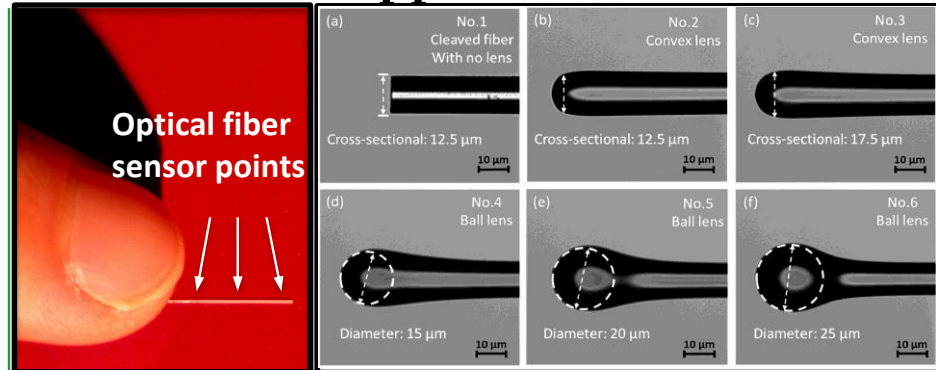 Optical fiber
sensor points
(a)
No.1
Cleaved fiber
With no lens
Cross-sectional: 12.5 µm
10 µm
(b)
No.2
Convex lens
Cross-sectional: 12.5 µm
10 µm
(c)
No.3
Convex lens
Cross-sectional: 17.5 µm
10 µm
(d)
No.4
Ball lens
Diameter: 15 µm
10 µm
(e)
No.5
Ball lens
Diameter: 20 µm
10 µm
(f)
No.6
Ball lens
Diameter: 25 µm
10 µm